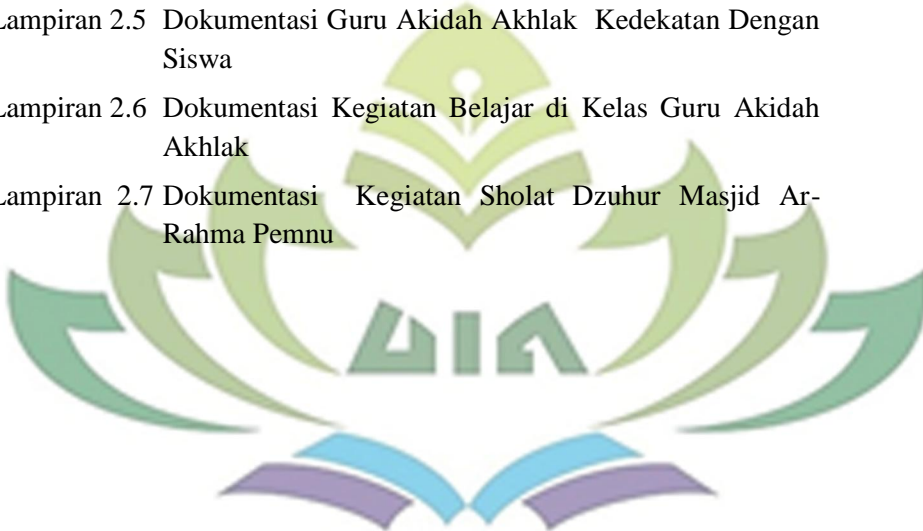 Lampiran 2.5 Dokumentasi Guru Akidah Akhlak Kedekatan Dengan
Siswa
Lampiran 2.6 Dokumentasi Kegiatan Belajar di Kelas Guru Akidah
Akhlak
Lampiran 2.7 Dokumentasi Kegiatan Sholat Dzuhur Masjid Ar-
Rahma Pemnu
UIN